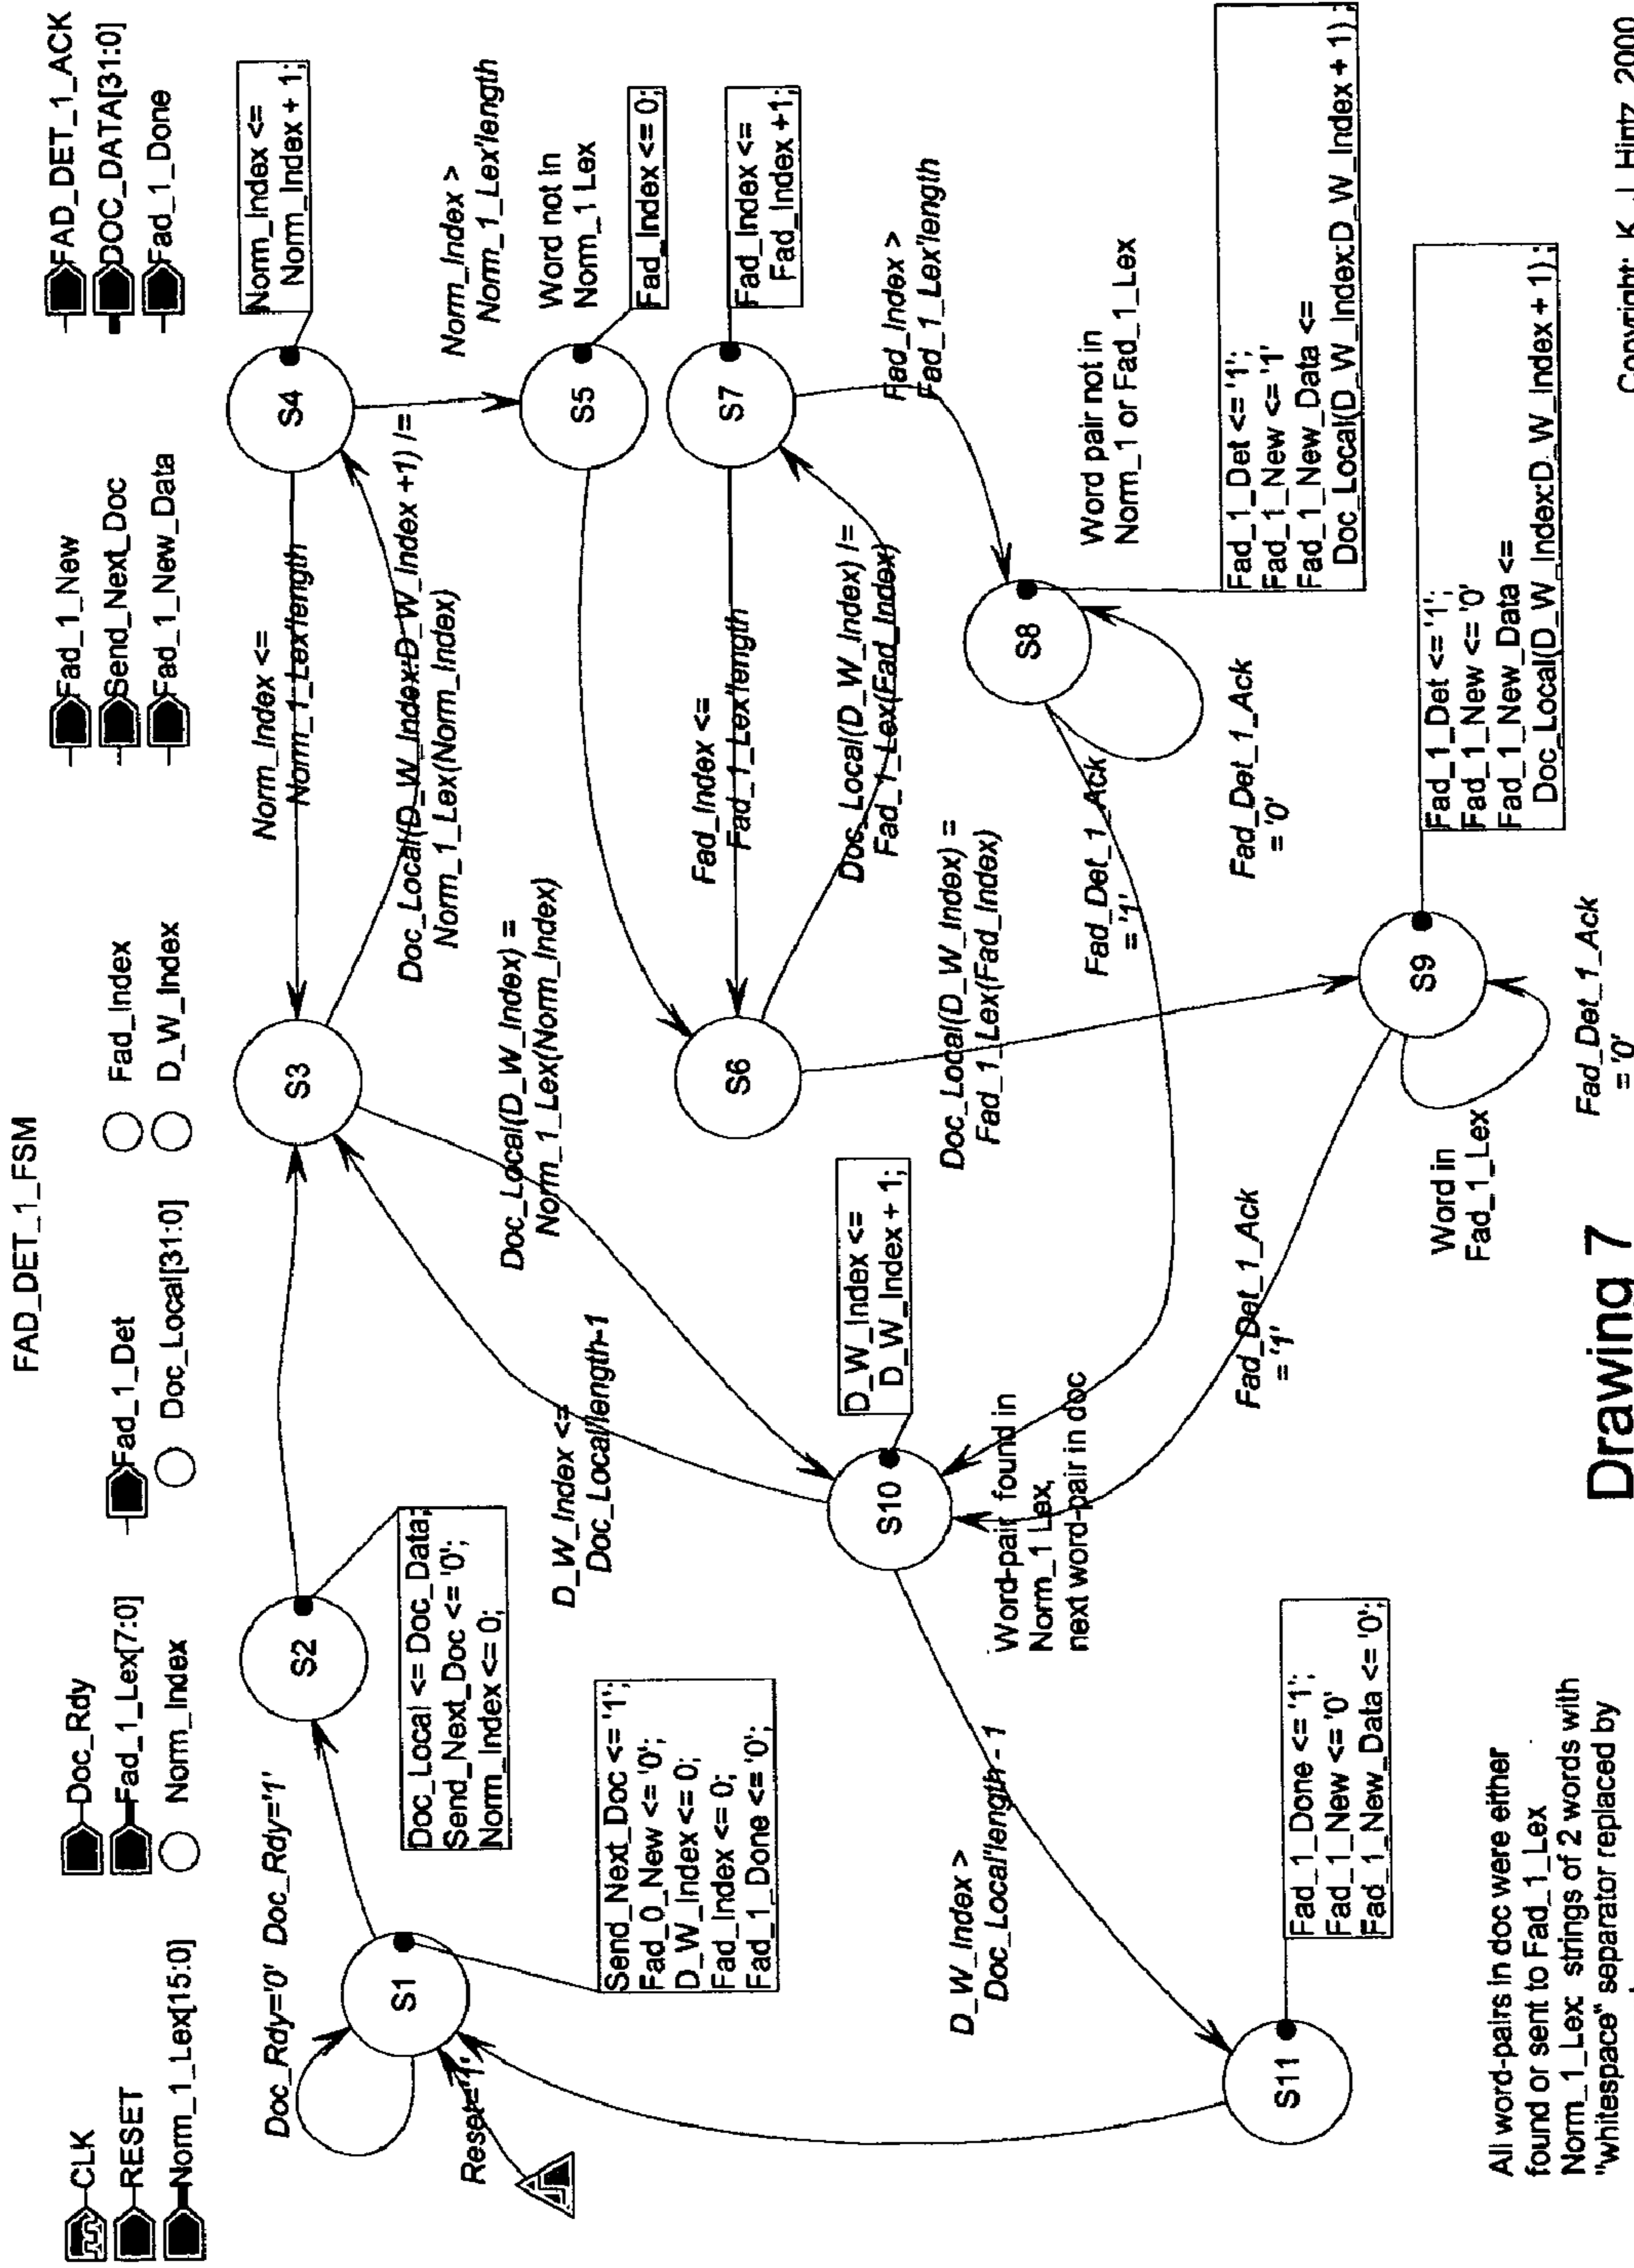 FAD_DET_1_FSM
CLK
RESET
Norm_1_Lex[15:0]
Doc_Rdy
Fad_1_Lex[7:0]
Norm_Index
Fad_1_Det
Doc_Local[31:0]
Fad_Index
D_W_Index
Fad_1_New
Send_Next_Doc
Fad_1_New_Data
FAD_DET_1_ACK
DOC_DATA[31:0]
Fad_1_Done
Doc_Rdy='0'
Doc_Rdy='1'
S1
Reset='1'
Send_Next_Doc <= '1';
Fad_0_New <= '0';
D_W_Index <= 0;
Fad_Index <= 0;
Fad_1_Done <= '0';
S2
Doc_Local <= Doc_Data;
Send_Next_Doc <= '0';
Norm_Index <= 0;
S3
Norm_Index <=
Norm_1_Lex'length
Doc_Local(D_W_Index:D_W_Index +1) !=
Norm_1_Lex(Norm_Index)
S4
Norm_Index <=
Norm_Index + 1;
Norm_Index >
Norm_1_Lex'length
Word not in
Norm_1 Lex
S5
Fad_Index <= 0;
Doc_Local(D_W_Index) =
Norm_1_Lex(Norm_Index)
D_W_Index <=
Doc_Local'length-1
S6
Fad_Index <=
Fad_1_Lex'length
Doc_Local(D_W_Index) !=
Fad_1_Lex(Fad_Index)
S7
Fad_Index <=
Fad_Index +1;
Fad_Index >
Fad_1_Lex'length
Doc_Local(D_W_Index) =
Fad_1_Lex(Fad_Index)
S8
Word pair not in
Norm_1 or Fad_1_Lex
Fad_1_Det <= '1';
Fad_1_New <= '1'
Fad_1_New_Data <=
Doc_Local(D_W_Index:D_W_Index + 1) ;
Fad_Det_1_Ack
= '1'
Fad_Det_1_Ack
= '0'
S10
D_W_Index <=
D_W_Index + 1;
Word-pair found in
Norm_1 Lex,
next word-pair in doc
Fad_Det_1_Ack
= '1'
S9
Fad_1_Det <= '1';
Fad_1_New <= '0'
Fad_1_New_Data <=
Doc_Local(D_W_Index:D_W_Index + 1) ;
Word in
Fad_1_Lex
Fad_Det_1_Ack
= '0'
D_W_Index >
Doc_Local'length - 1
S11
Fad_1_Done <= '1';
Fad_1_New <= '0'
Fad_1_New_Data <= '0';
All word-pairs in doc were either
found or sent to Fad_1_Lex
Norm_1_Lex: strings of 2 words with
"whitespace" separator replaced by
Drawing 7
Copyright: K. J. Hintz 2000